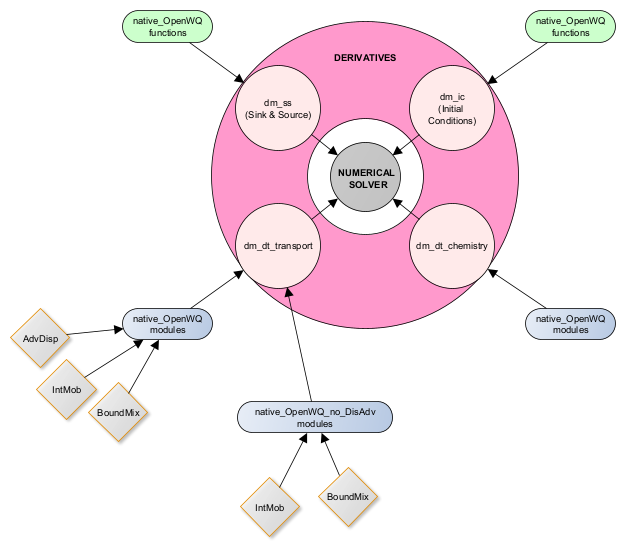 native_OpenWQ
functions
native_OpenWQ
functions
DERIVATIVES
dm_ss
(Sink & Source)
dm_ic
(Initial
Conditions)
NUMERICAL
SOLVER
dm_dt_transport
dm_dt_chemistry
native_OpenWQ
modules
native_OpenWQ
modules
AdvDisp
IntMob
BoundMix
native_OpenWQ_no_DisAdv
modules
IntMob
BoundMix